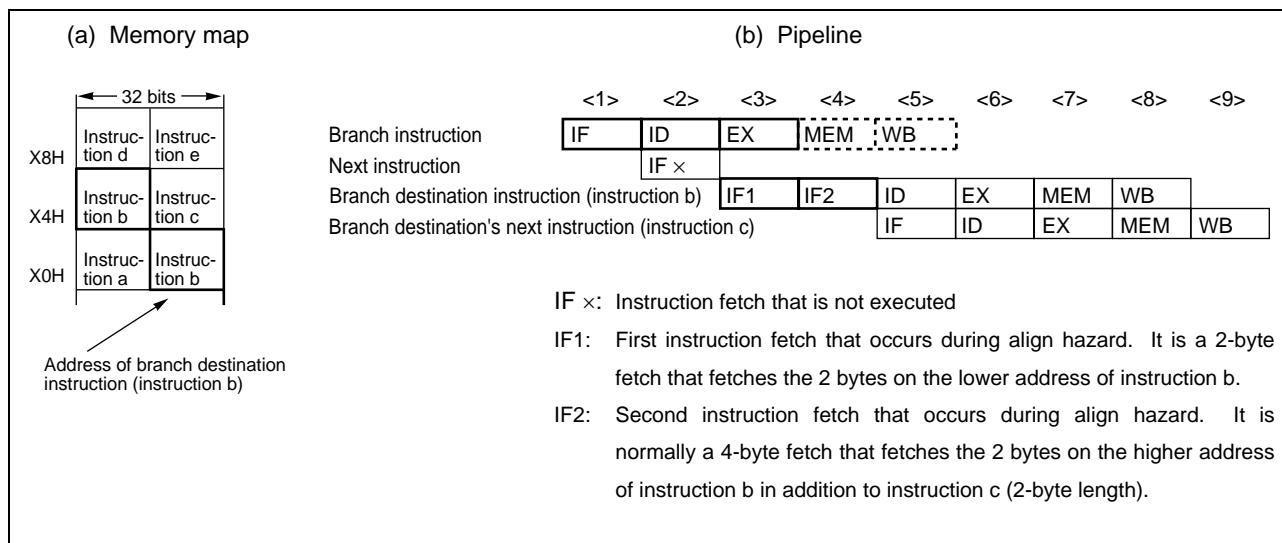 (a) Memory map
(b) Pipeline
32 bits
<1> <2> <3> <4> <5> <6> <7> <8> <9>
X8H
Instruc-
tion d
Instruc-
tion e
X4H
Instruc-
tion b
Instruc-
tion c
X0H
Instruc-
tion a
Instruc-
tion b
Address of branch destination
instruction (instruction b)
Branch instruction IF ID EX MEM WB
Next instruction IF ×
Branch destination instruction (instruction b) IF1 IF2 ID EX MEM WB
Branch destination's next instruction (instruction c) IF ID EX MEM WB
IF ×: Instruction fetch that is not executed
IF1: First instruction fetch that occurs during align hazard. It is a 2-byte
fetch that fetches the 2 bytes on the lower address of instruction b.
IF2: Second instruction fetch that occurs during align hazard. It is
normally a 4-byte fetch that fetches the 2 bytes on the higher address
of instruction b in addition to instruction c (2-byte length).